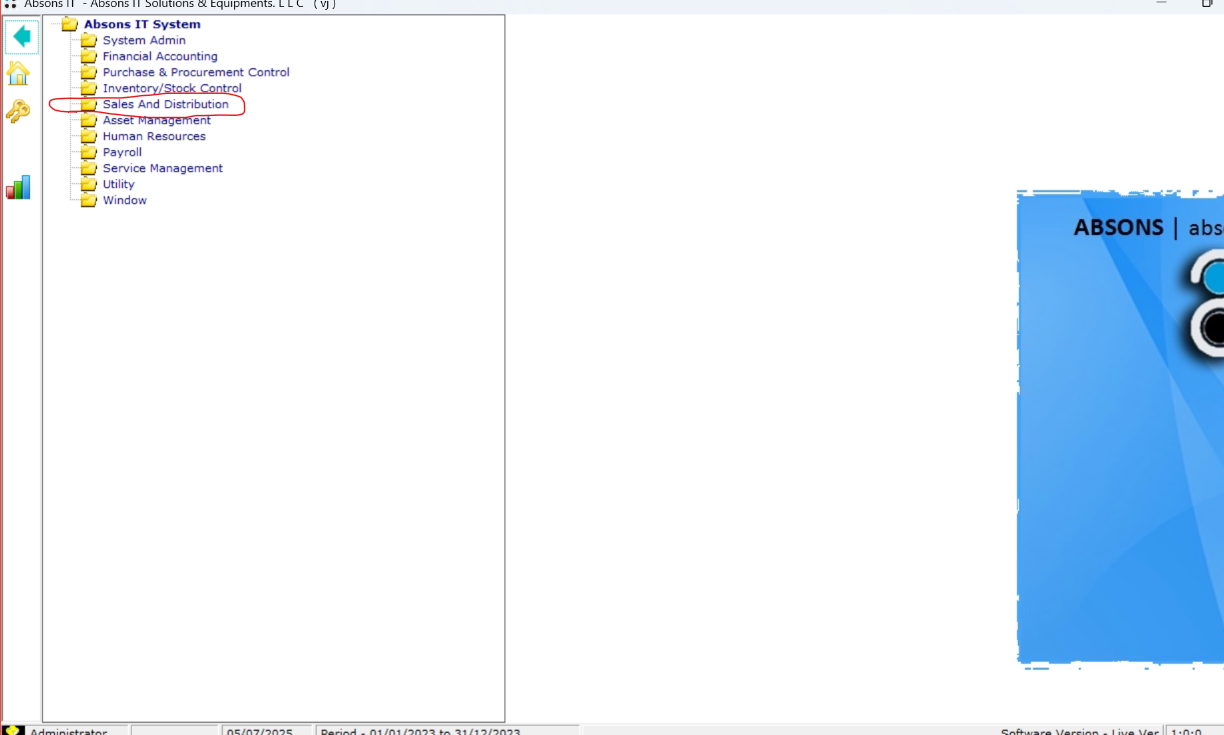 Absons IT - Absons IT Solutions & Equipments. L L C ( vj )
Absons IT System
System Admin
Financial Accounting
Purchase & Procurement Control
Inventory/Stock Control
Sales And Distribution
Asset Management
Human Resources
Payroll
Service Management
Utility
Window
ABSONS | abs
Administrator
05/07/2025
Period - 01/01/2023 to 31/12/2023
Software Version - Live Ver
1:0:0